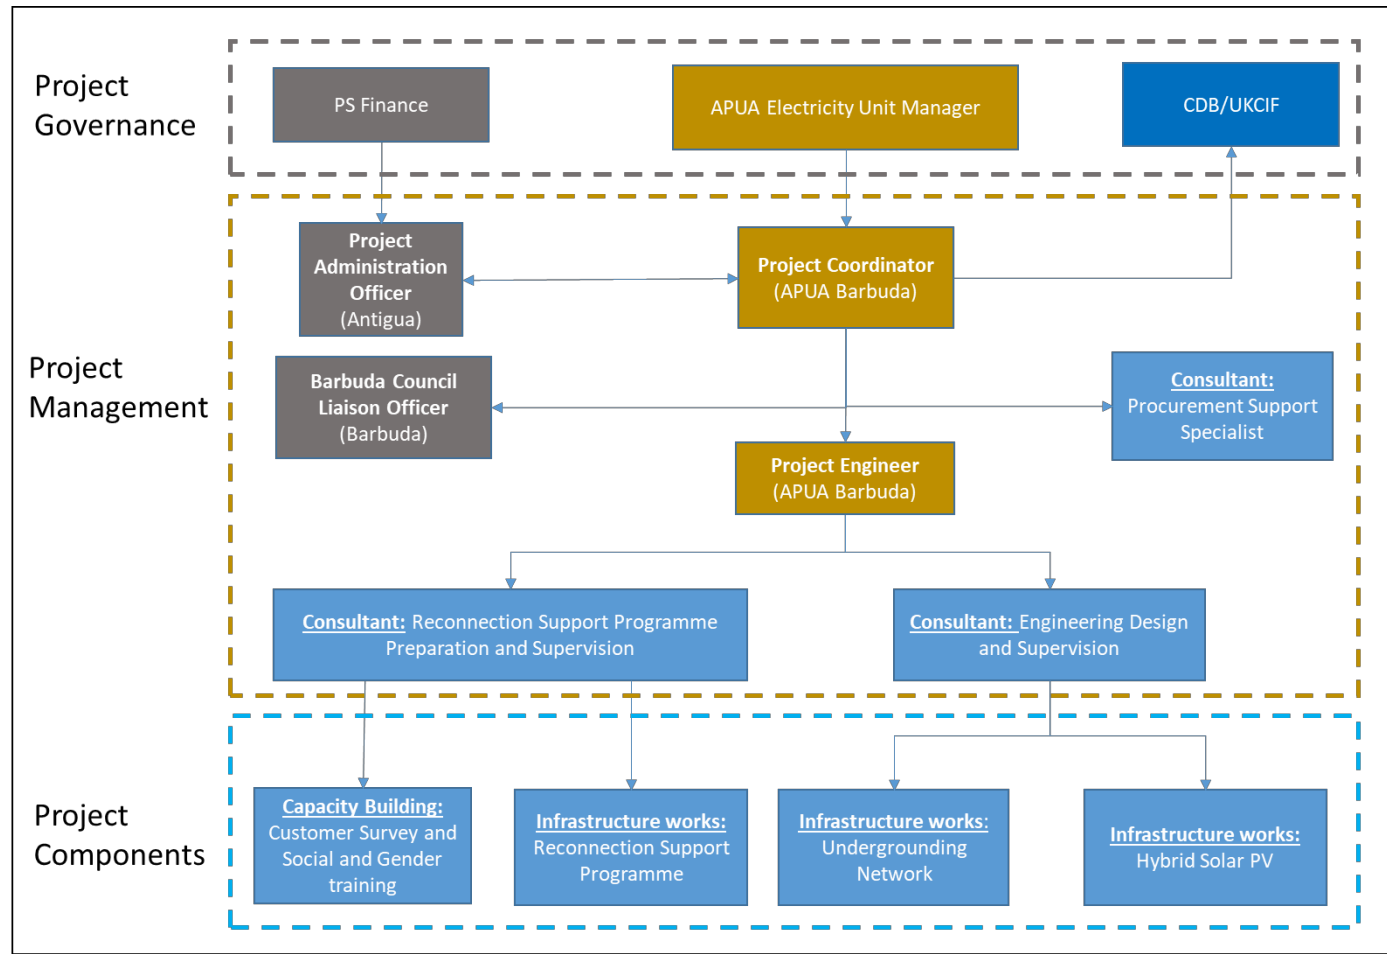 Project
Governance
PS Finance
APUA Electricity Unit Manager
CDB/UKCIF
Project
Management
Project
Administration
Officer
(Antigua)
Project Coordinator
(APUA Barbuda)
Barbuda Council
Liaison Officer
(Barbuda)
Consultant:
Procurement Support
Specialist
Project Engineer
(APUA Barbuda)
Consultant: Reconnection Support Programme
Preparation and Supervision
Consultant: Engineering Design
and Supervision
Project
Components
Capacity Building:
Customer Survey and
Social and Gender
training
Infrastructure works:
Reconnection Support
Programme
Infrastructure works:
Undergrounding
Network
Infrastructure works:
Hybrid Solar PV